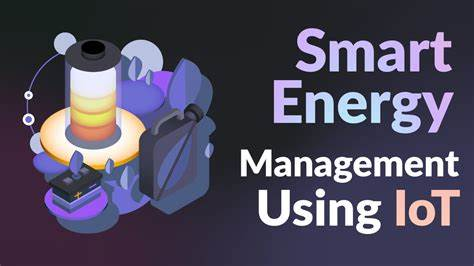 Smart
Energy
Management
Using IoT